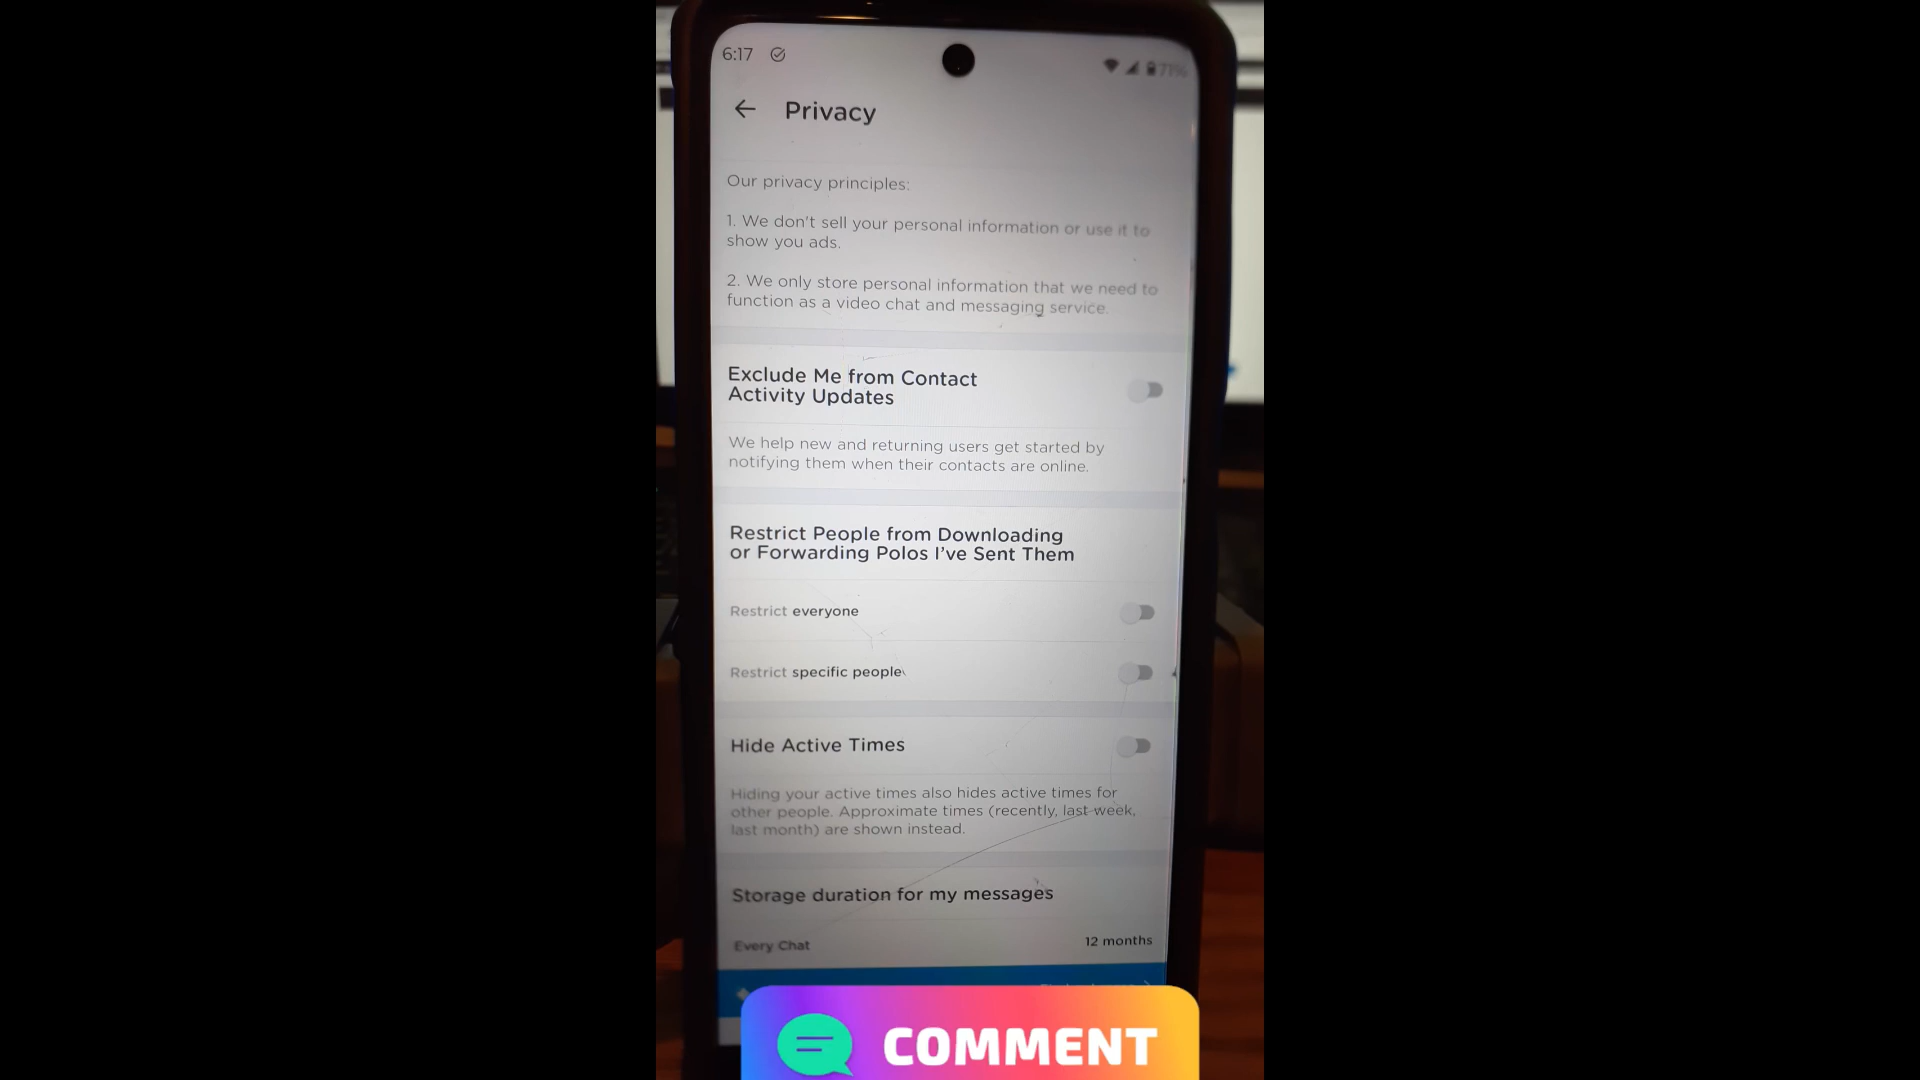 6:17
71%
Privacy
Our privacy principles:
1. We don't sell your personal information or use it to
show you ads.
2. We only store personal information that we need to
function as a video chat and messaging service.
Exclude Me from Contact
Activity Updates
We help new and returning users get started by
notifying them when their contacts are online.
Restrict People from Downloading
or Forwarding Polos I've Sent Them
Restrict everyone
Restrict specific people
Hide Active Times
Hiding your active times also hides active times for
other people. Approximate times (recently, last week,
last month) are shown instead.
Storage duration for my messages
Every Chat
12 months
COMMENT